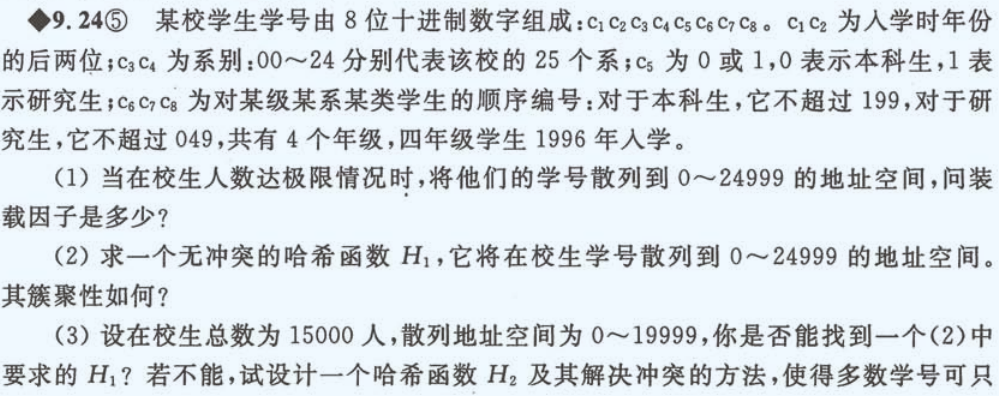 ◆9.24⑤ 某校学生学号由 8 位十进制数字组成:c₁c₂c₃c₄c₅c₆c₇c₈。c₁c₂ 为入学时年份
的后两位;c₃c₄ 为系别:00～24 分别代表该校的 25 个系;c₅ 为 0 或 1,0 表示本科生,1 表
示研究生;c₆c₇c₈ 为对某级某系某类学生的顺序编号:对于本科生,它不超过 199,对于研
究生,它不超过 049,共有 4 个年级,四年级学生 1996 年入学。
(1) 当在校生人数达极限情况时,将他们的学号散列到 0～24999 的地址空间,问装
载因子是多少?
(2) 求一个无冲突的哈希函数 H₁,它将在校生学号散列到 0～24999 的地址空间。
其簇聚性如何?
(3) 设在校生总数为 15000 人,散列地址空间为 0～19999,你是否能找到一个(2)中
要求的 H₁? 若不能,试设计一个哈希函数 H₂ 及其解决冲突的方法,使得多数学号可只